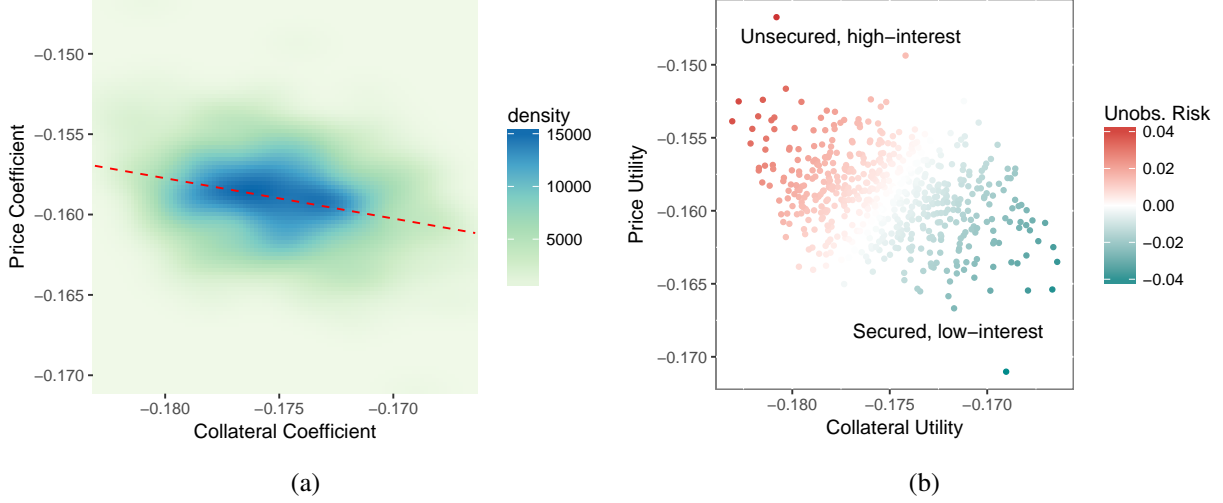 Price Coefficient
−0.150
−0.155
−0.160
−0.165
−0.170
−0.180
−0.175
−0.170
Collateral Coefficient
density
15000
10000
5000
(a)
Price Utility
−0.150
−0.155
−0.160
−0.165
−0.170
Unsecured, high−interest
Secured, low−interest
−0.180
−0.175
−0.170
Collateral Utility
Unobs. Risk
0.04
0.02
0.00
−0.02
−0.04
(b)